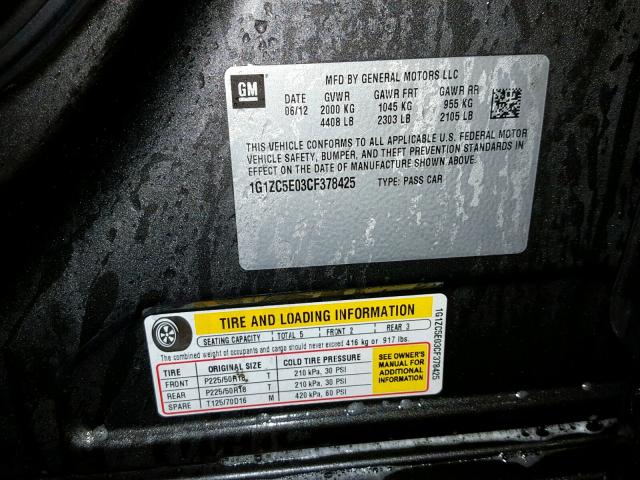 GM
MFD BY GENERAL MOTORS LLC
DATE GVWR GAWR FRT GAWR RR
06/12 2000 KG 1045 KG 955 KG
4408 LB 2303 LB 2105 LB
THIS VEHICLE CONFORMS TO ALL APPLICABLE U.S. FEDERAL MOTOR
VEHICLE SAFETY, BUMPER, AND THEFT PREVENTION STANDARDS IN
EFFECT ON THE DATE OF MANUFACTURE SHOWN ABOVE.
1G1ZC5E03CF378425 TYPE: PASS CAR
TIRE AND LOADING INFORMATION
SEATING CAPACITY TOTAL 5 FRONT 2 REAR 3
The combined weight of occupants and cargo should never exceed 416 kg or 917 lbs.
TIRE ORIGINAL SIZE COLD TIRE PRESSURE
FRONT P225/50R18 T 210 kPa, 30 PSI
REAR P225/50R18 T 210 kPa, 30 PSI
SPARE T125/70D16 M 420 kPa, 60 PSI
SEE OWNER'S
MANUAL FOR
ADDITIONAL
INFORMATION
1G1ZC5E03CF378425